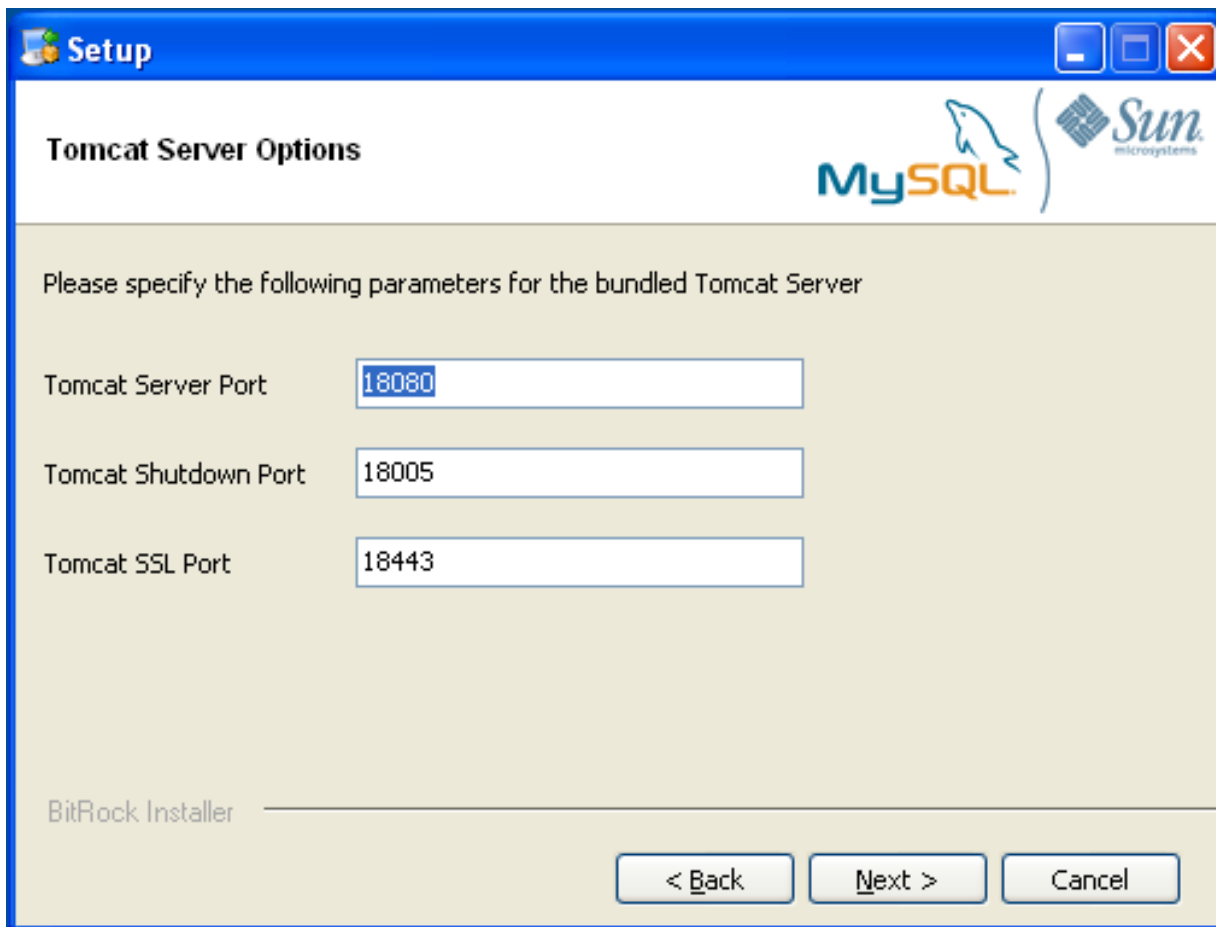 Setup
Tomcat Server Options
MySQL.
Sun
microsystems
Please specify the following parameters for the bundled Tomcat Server
Tomcat Server Port 18080
Tomcat Shutdown Port 18005
Tomcat SSL Port 18443
BitRock Installer
< Back Next > Cancel